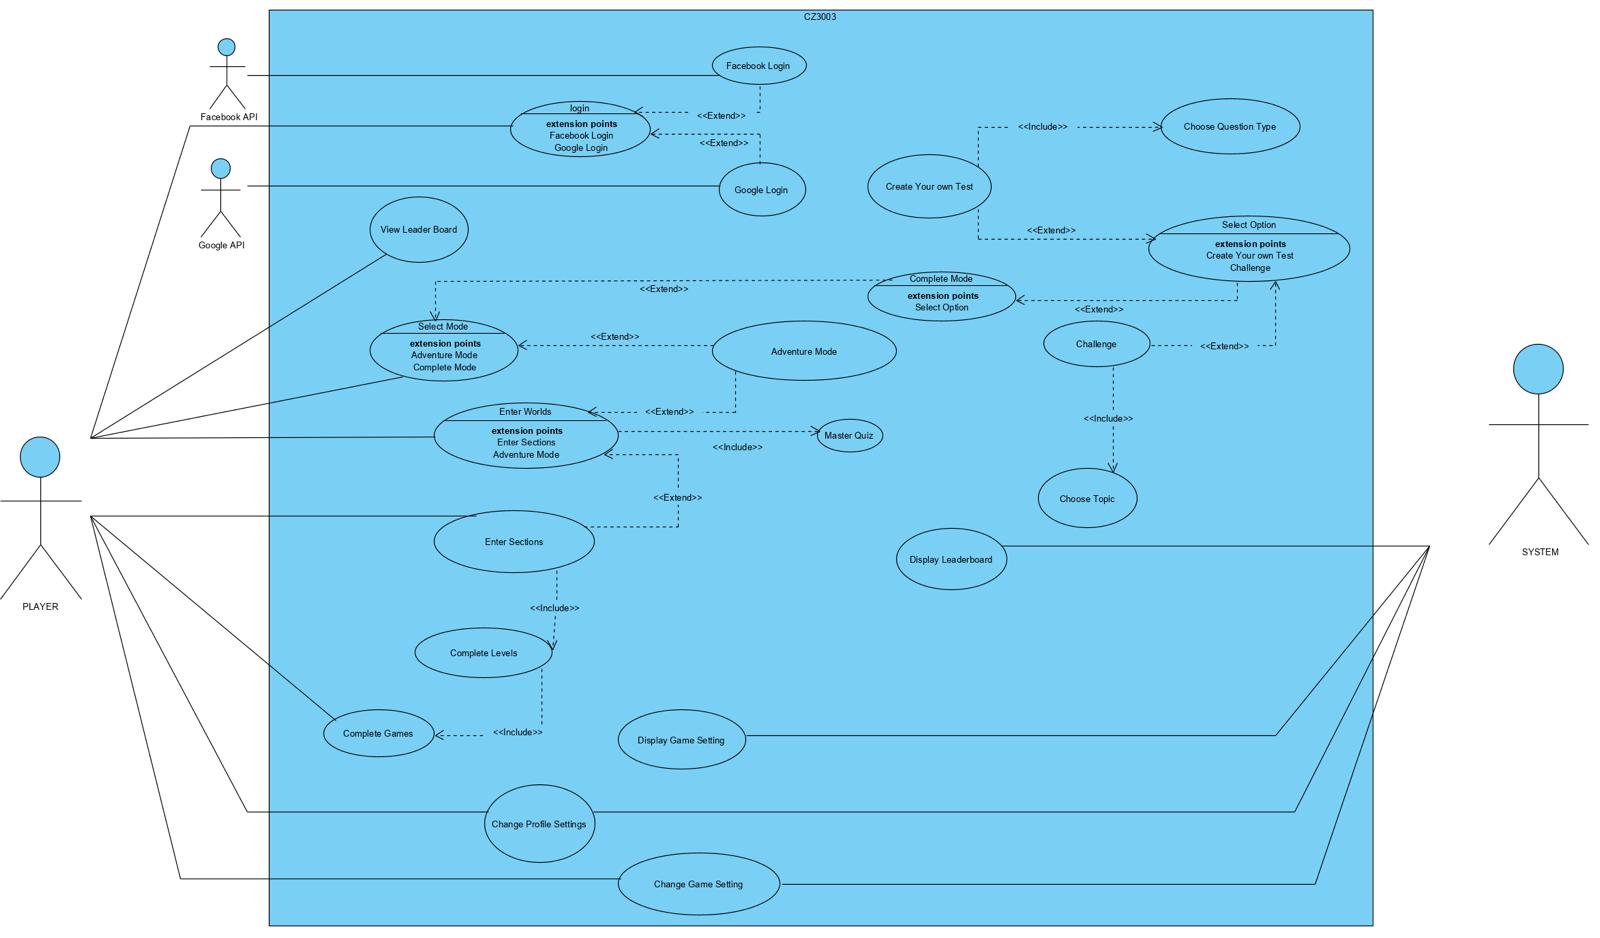 CZ3003
Facebook API
Facebook Login
login
extension points
Facebook Login
Google Login
<<Extend>>
<<Extend>>
Google API
Google Login
<<Include>>
Choose Question Type
Create Your own Test
<<Extend>>
Select Option
extension points
Create Your own Test
Challenge
View Leader Board
Complete Mode
extension points
Select Option
<<Extend>>
<<Extend>>
Select Mode
extension points
Adventure Mode
Complete Mode
<<Extend>>
Adventure Mode
Challenge
<<Extend>>
Enter Worlds
extension points
Enter Sections
Adventure Mode
<<Extend>>
<<Include>>
Master Quiz
<<Include>>
<<Extend>>
Choose Topic
Enter Sections
Display Leaderboard
SYSTEM
PLAYER
<<Include>>
Complete Levels
<<Include>>
Complete Games
Display Game Setting
Change Profile Settings
Change Game Setting